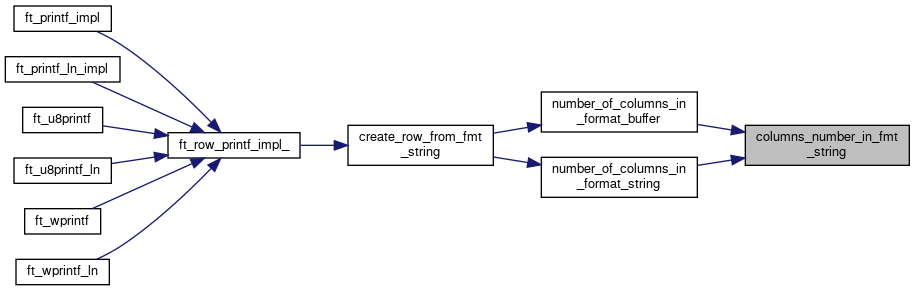 ft_printf_impl
ft_printf_ln_impl
ft_u8printf
ft_u8printf_ln
ft_wprintf
ft_wprintf_ln
ft_row_printf_impl_
create_row_from_fmt
_string
number_of_columns_in
_format_buffer
number_of_columns_in
_format_string
columns_number_in_fmt
_string